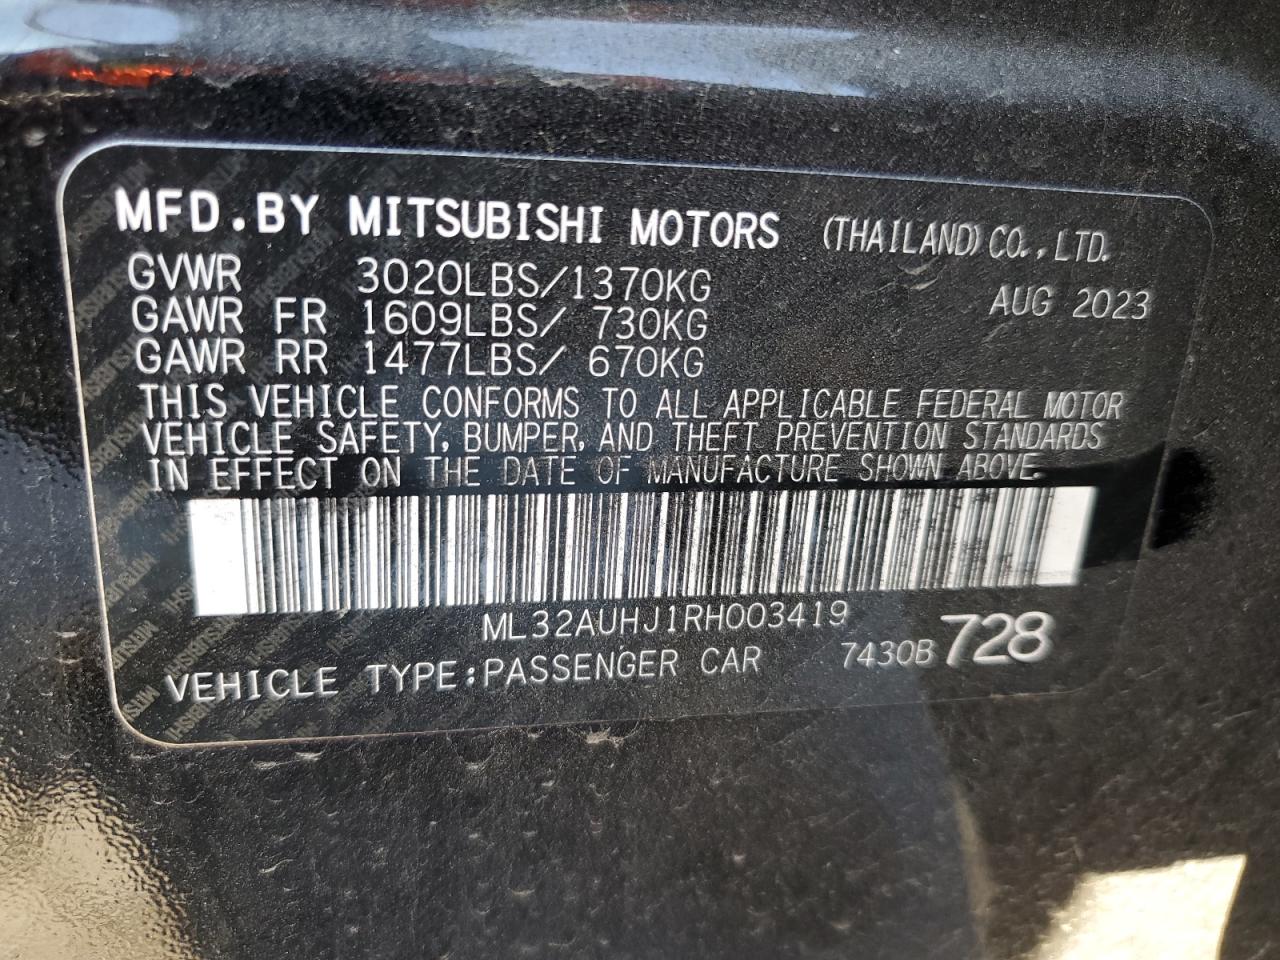 MFD.BY MITSUBISHI MOTORS (THAILAND) CO.,LTD.
GVWR 3020LBS/1370KG AUG 2023
GAWR FR 1609LBS/ 730KG
GAWR RR 1477LBS/ 670KG
THIS VEHICLE CONFORMS TO ALL APPLICABLE FEDERAL MOTOR
VEHICLE SAFETY, BUMPER, AND THEFT PREVENTION STANDARDS
IN EFFECT ON THE DATE OF MANUFACTURE SHOWN ABOVE.
ML32AUHJ1RH003419
VEHICLE TYPE:PASSENGER CAR 7430B 728